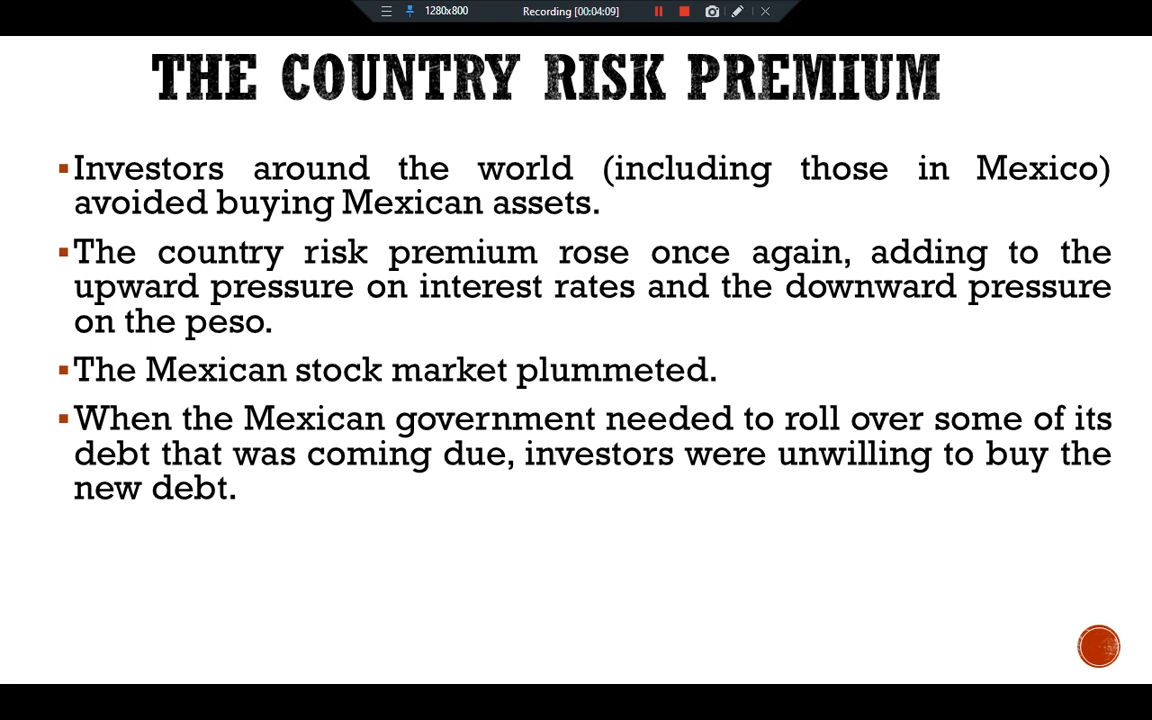 1280x800 Recording [00:04:09]
THE COUNTRY RISK PREMIUM
▪Investors around the world (including those in Mexico)
avoided buying Mexican assets.
▪The country risk premium rose once again, adding to the
upward pressure on interest rates and the downward pressure
on the peso.
▪The Mexican stock market plummeted.
▪When the Mexican government needed to roll over some of its
debt that was coming due, investors were unwilling to buy the
new debt.